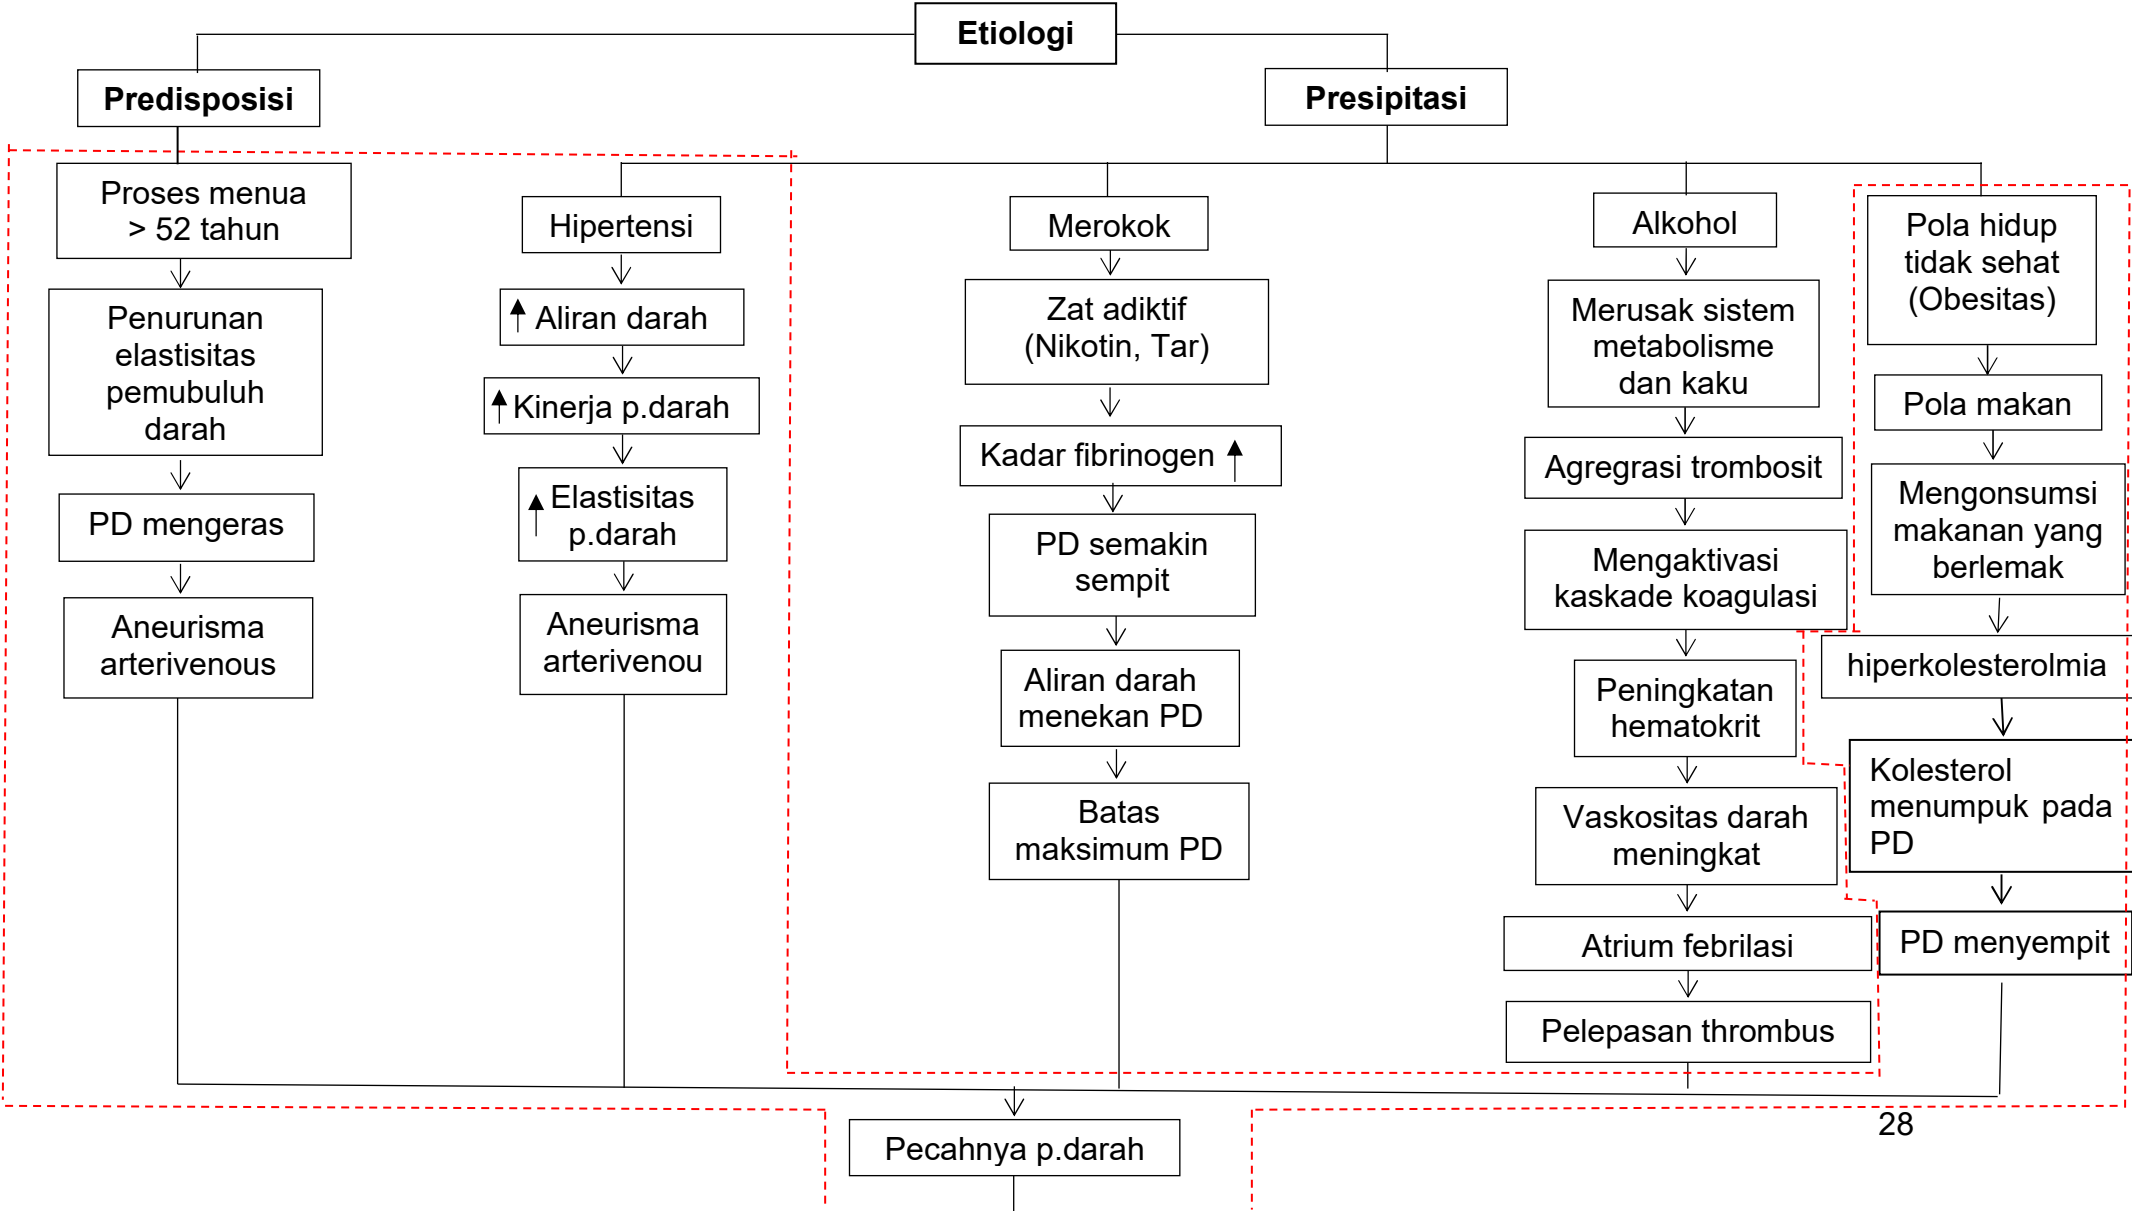 Etiologi
Predisposisi
Presipitasi
Proses menua
> 52 tahun
Penurunan
elastisitas
pemubuluh
darah
PD mengeras
Aneurisma
arterivenous
Hipertensi
Aliran darah
Kinerja p.darah
Elastisitas
p.darah
Aneurisma
arterivenou
Merokok
Zat adiktif
(Nikotin, Tar)
Kadar fibrinogen
PD semakin
sempit
Aliran darah
menekan PD
Batas
maksimum PD
Alkohol
Merusak sistem
metabolisme
dan kaku
Agregrasi trombosit
Mengaktivasi
kaskade koagulasi
Peningkatan
hematokrit
Vaskositas darah
meningkat
Atrium febrilasi
Pelepasan thrombus
Pola hidup
tidak sehat
(Obesitas)
Pola makan
Mengonsumsi
makanan yang
berlemak
hiperkolesterolmia
Kolesterol
menumpuk pada
PD
PD menyempit
Pecahnya p.darah
28